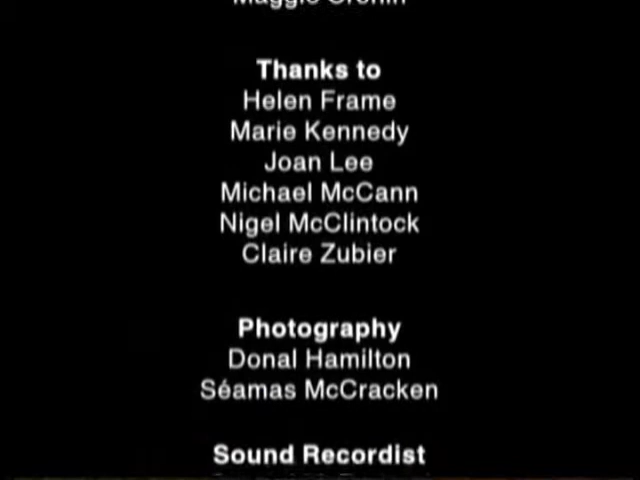 Maggie Cronin
Thanks to
Helen Frame
Marie Kennedy
Joan Lee
Michael McCann
Nigel McClintock
Claire Zubier
Photography
Donal Hamilton
Séamas McCracken
Sound Recordist